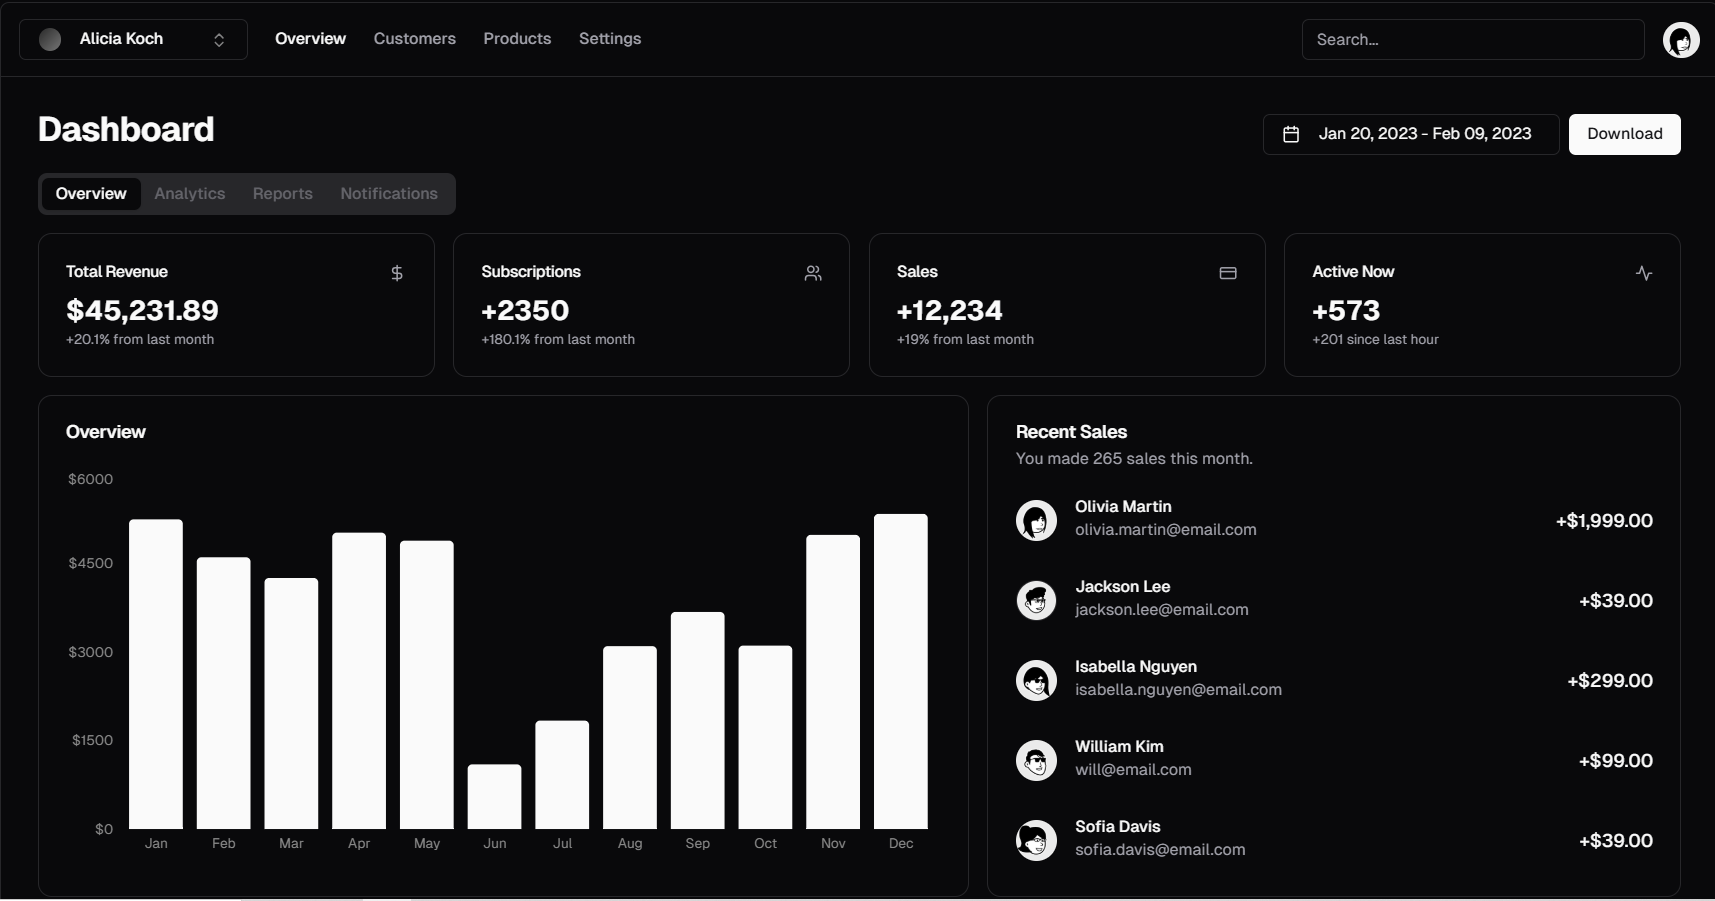 Alicia Koch
Overview Customers Products Settings
Search...
Dashboard
Jan 20, 2023 - Feb 09, 2023
Download
Overview Analytics Reports Notifications
Total Revenue
$45,231.89
+20.1% from last month
Subscriptions
+2350
+180.1% from last month
Sales
+12,234
+19% from last month
Active Now
+573
+201 since last hour
Overview
$6000
$4500
$3000
$1500
$0
Jan Feb Mar Apr May Jun Jul Aug Sep Oct Nov Dec
Recent Sales
You made 265 sales this month.
Olivia Martin
olivia.martin@email.com
+$1,999.00
Jackson Lee
jackson.lee@email.com
+$39.00
Isabella Nguyen
isabella.nguyen@email.com
+$299.00
William Kim
will@email.com
+$99.00
Sofia Davis
sofia.davis@email.com
+$39.00